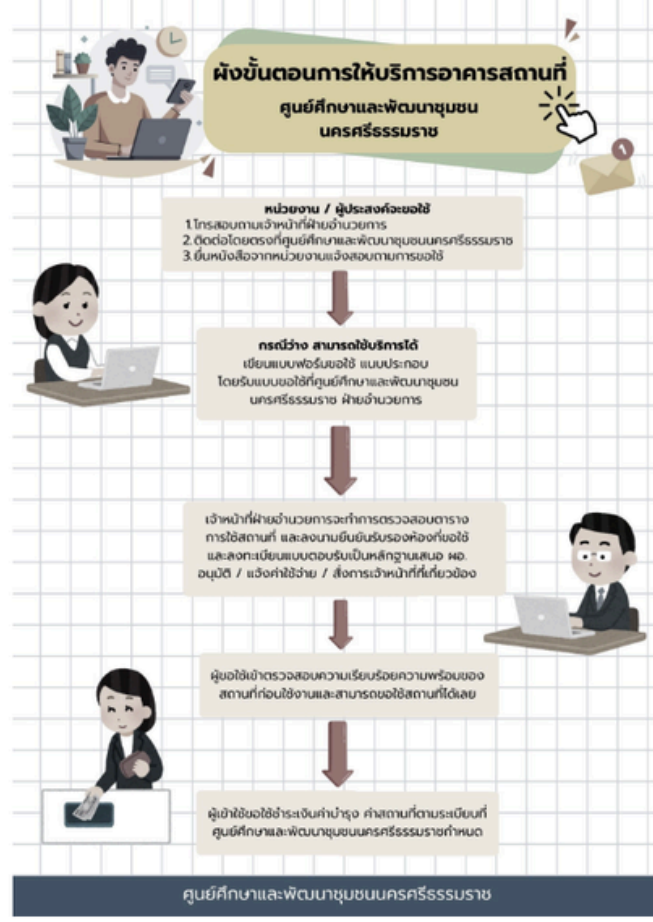 ผังขั้นตอนการให้บริการอาคารสถานที่
ศูนย์ศึกษาและพัฒนาชุมชน
นครศรีธรรมราช
1
หน่วยงาน / ผู้ประสงค์จะขอใช้
1.โทรสอบถามเจ้าหน้าที่ฝ่ายอำนวยการ
2.ติดต่อโดยตรงที่ศูนย์ศึกษาและพัฒนาชุมชนนครศรีธรรมราช
3.ยื่นหนังสือจากหน่วยงานแจ้งสอบถามการขอใช้
กรณีว่าง สามารถใช้บริการได้
เขียนแบบฟอร์มขอใช้ แนบประกอบ
โดยรับแบบขอใช้ที่ศูนย์ศึกษาและพัฒนาชุมชน
นครศรีธรรมราช ฝ่ายอำนวยการ
เจ้าหน้าที่ฝ่ายอำนวยการจะทำการตรวจสอบตาราง
การใช้สถานที่ และลงนามยืนยันรับรองห้องที่ขอใช้
และลงทะเบียนแบบตอบรับเป็นหลักฐานเสนอ ผอ.
อนุมัติ / แจ้งค่าใช้จ่าย / สั่งการเจ้าหน้าที่ที่เกี่ยวข้อง
ผู้ขอใช้เข้าตรวจสอบความเรียบร้อยความพร้อมของ
สถานที่ก่อนใช้งานและสามารถขอใช้สถานที่ได้เลย
ผู้เข้าใช้ขอใช้ชำระเงินค่าบำรุง ค่าสถานที่ตามระเบียบที่
ศูนย์ศึกษาและพัฒนาชุมชนนครศรีธรรมราชกำหนด
ศูนย์ศึกษาและพัฒนาชุมชนนครศรีธรรมราช